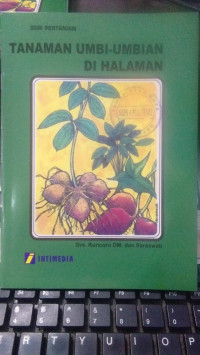 SERI PERTANIAN
TANAMAN UMBI-UMBIAN
DI HALAMAN
INTIMEDIA
R T Y U I O P